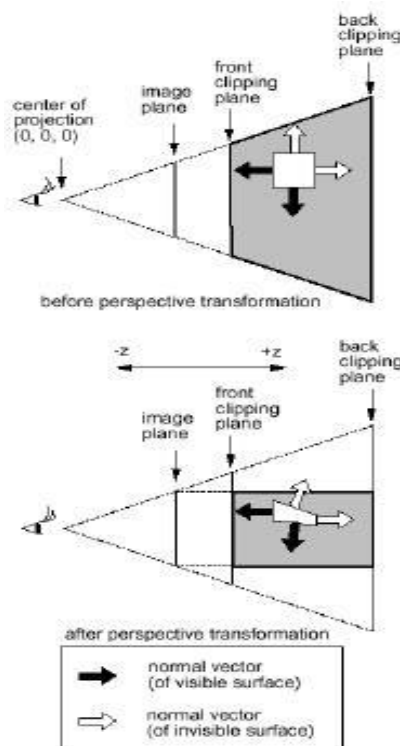 back
clipping
plane
front
clipping
plane
image
plane
center of
projection
(0, 0, 0)
before perspective transformation
-z
+z
back
clipping
plane
front
clipping
plane
image
plane
after perspective transformation
normal vector
(of visible surface)
normal vector
(of invisible surface)